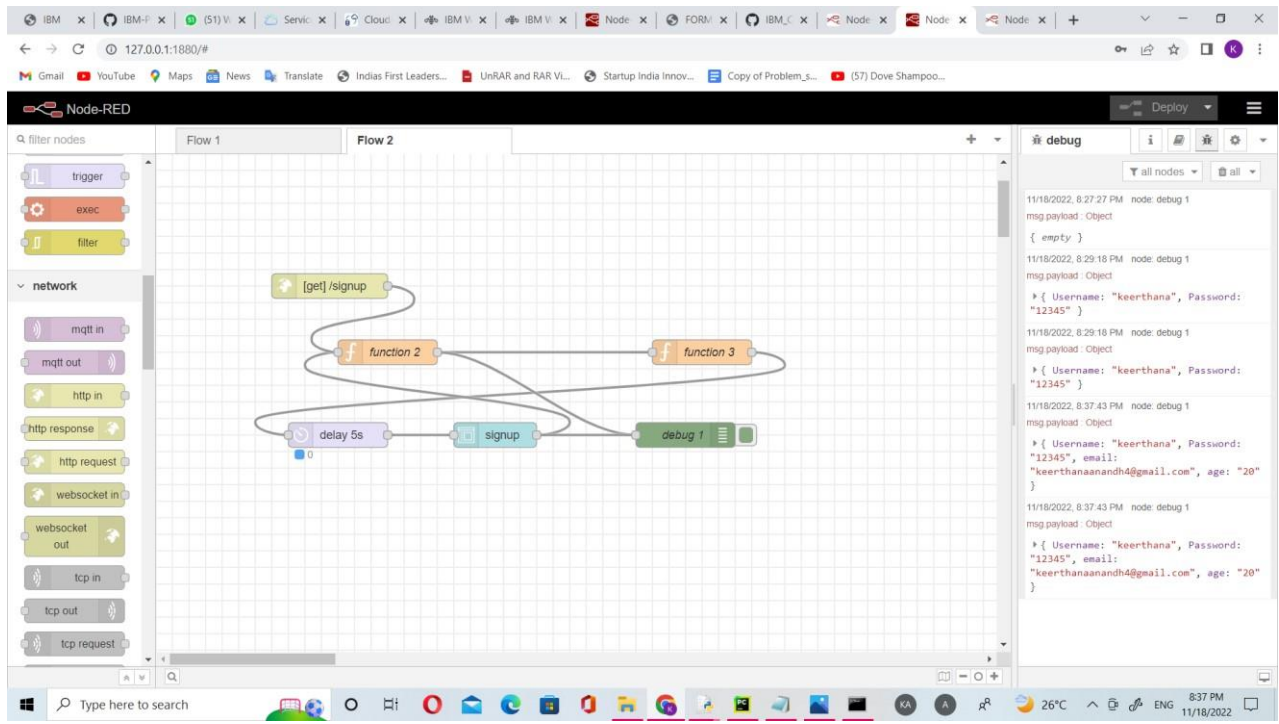 IBM
IBM-P
(51) W
Servic
Cloud
IBM W
IBM W
Node-
FORM
IBM_C
Node
Node
Node
127.0.0.1:1880/#
K
Gmail
YouTube
Maps
News
Translate
Indias First Leaders...
UnRAR and RAR Vi...
Startup India Innov...
Copy of Problem_s...
(57) Dove Shampoo...
Node-RED
Deploy
filter nodes
Flow 1
Flow 2
debug
all nodes
all
trigger
exec
filter
network
mqtt in
mqtt out
http in
http response
http request
websocket in
websocket
out
tcp in
tcp out
tcp request
[get] /signup
function 2
function 3
delay 5s
0
signup
debug 1
11/18/2022, 8:27:27 PM node: debug 1
msg.payload : Object
{ empty }
11/18/2022, 8:29:18 PM node: debug 1
msg.payload : Object
{ Username: "keerthana", Password:
"12345" }
11/18/2022, 8:29:18 PM node: debug 1
msg.payload : Object
{ Username: "keerthana", Password:
"12345" }
11/18/2022, 8:37:43 PM node: debug 1
msg.payload : Object
{ Username: "keerthana", Password:
"12345", email:
"keerthanaanandh4@gmail.com", age: "20"
}
11/18/2022, 8:37:43 PM node: debug 1
msg.payload : Object
{ Username: "keerthana", Password:
"12345", email:
"keerthanaanandh4@gmail.com", age: "20"
}
Type here to search
KA
A
26°C
ENG
8:37 PM
11/18/2022